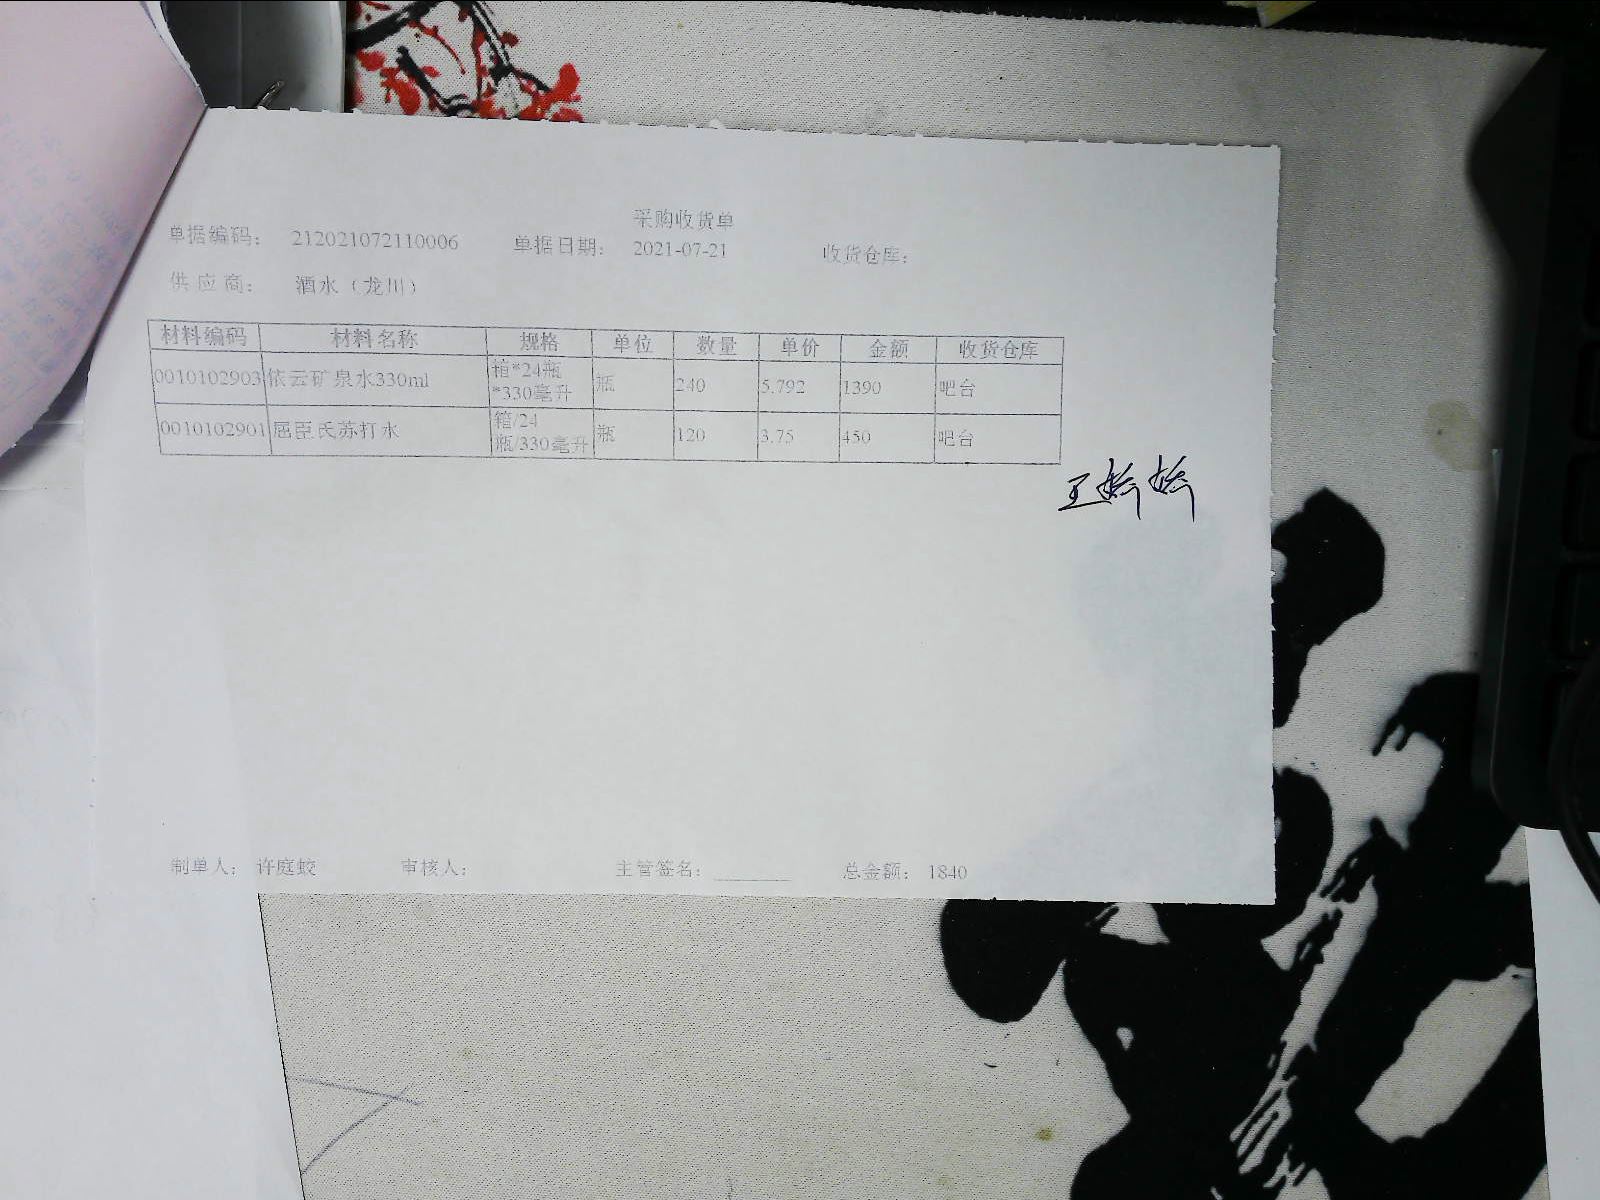 采购收货单
单据编码： 212021072110006 单据日期： 2021-07-21 收货仓库：
供应商： 酒水（龙川）
材料编码 材料名称 规格 单位 数量 单价 金额 收货仓库
0010102903 依云矿泉水330ml 箱*24瓶*330毫升 瓶 240 5.792 1390 吧台
0010102901 屈臣氏苏打水 箱/24瓶/330毫升 瓶 120 3.75 450 吧台
王娇娇
制单人： 许庭蛟 审核人： 主管签名： 总金额： 1840